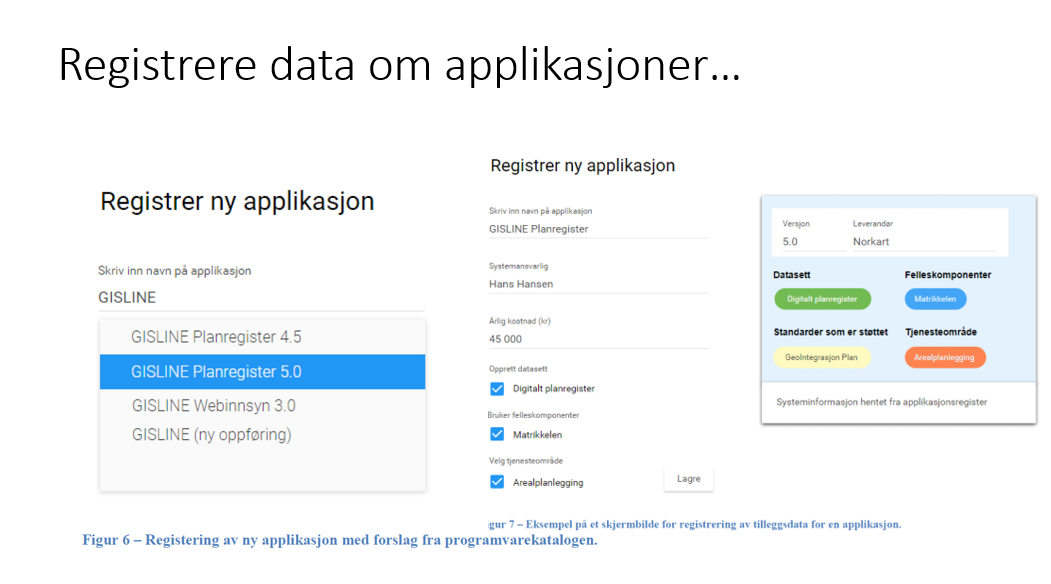 Registrere data om applikasjoner...
Registrer ny applikasjon
Skriv inn navn på applikasjon
GISLINE
GISLINE Planregister 4.5
GISLINE Planregister 5.0
GISLINE Webinnsyn 3.0
GISLINE (ny oppføring)
Figur 6 – Registering av ny applikasjon med forslag fra programvarekatalogen.
Registrer ny applikasjon
Skriv inn navn på applikasjon
GISLINE Planregister
Systemansvarlig
Hans Hansen
Årlig kostnad (kr)
45 000
Opprett datasett
Digitalt planregister
Bruker felleskomponenter
Matrikkelen
Velg tjenesteområde
Arealplanlegging
Lagre
Versjon Leverandør
5.0 Norkart
Datasett Felleskomponenter
Digitalt planregister Matrikkelen
Standarder som er støttet Tjenesteområde
GeoIntegrasjon Plan Arealplanlegging
Systeminformasjon hentet fra applikasjonsregister
gur 7 – Eksempel på et skjermbilde for registrering av tilleggsdata for en applikasjon.